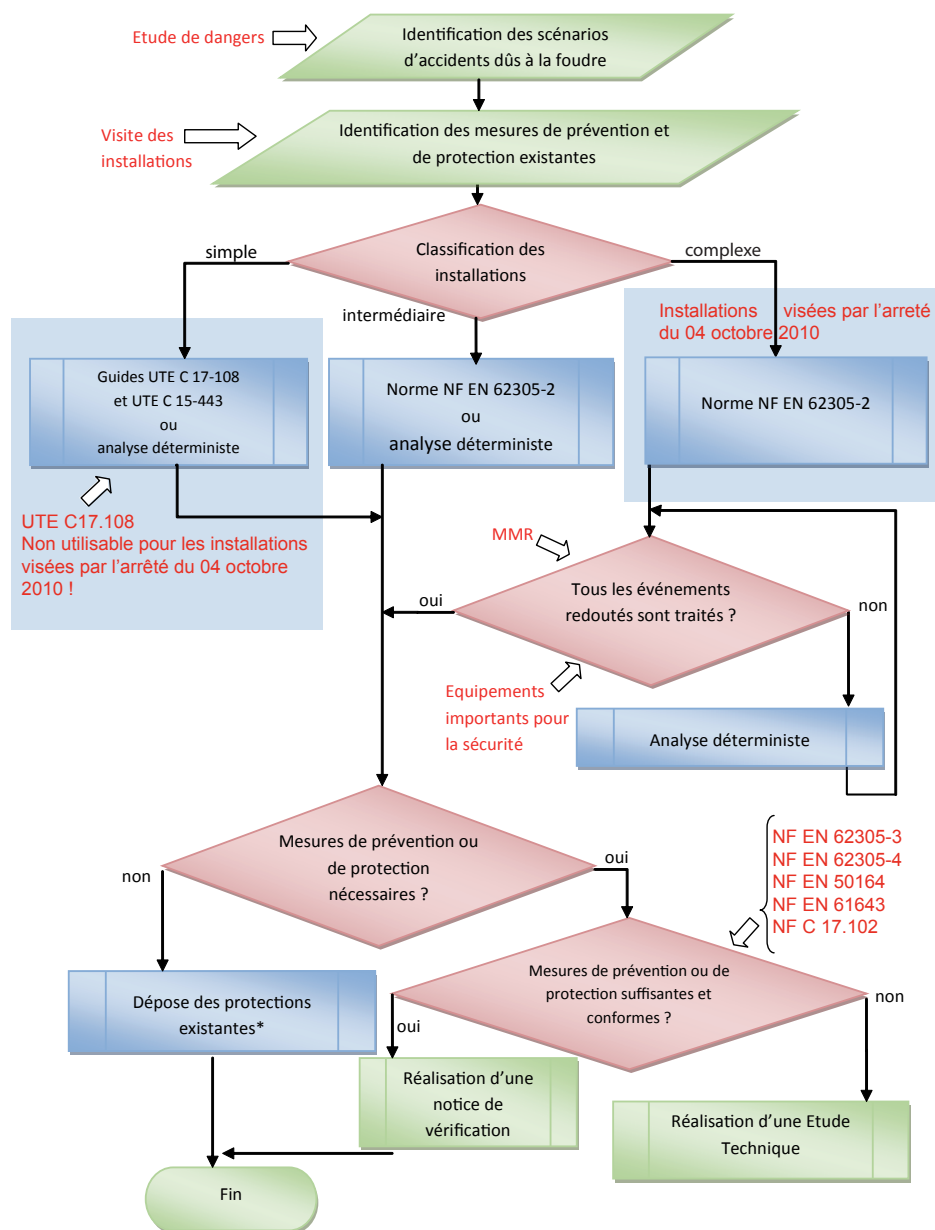 Etude de dangers
Identification des scénarios
d'accidents dûs à la foudre
Visite des
installations
Identification des mesures de prévention et
de protection existantes
simple
Classification des
installations
complexe
intermédiaire
Installations visées par l'arreté
du 04 octobre 2010
Guides UTE C 17-108
et UTE C 15-443
ou
analyse déterministe
Norme NF EN 62305-2
ou
analyse déterministe
Norme NF EN 62305-2
UTE C17.108
Non utilisable pour les installations
visées par l'arrêté du 04 octobre
2010 !
MMR
oui
Tous les événements
redoutés sont traités ?
non
Equipements
importants pour
la sécurité
Analyse déterministe
Mesures de prévention ou
de protection
nécessaires ?
non
oui
NF EN 62305-3
NF EN 62305-4
NF EN 50164
NF EN 61643
NF C 17.102
Mesures de prévention ou de
protection suffisantes et
conformes ?
oui
non
Dépose des protections
existantes*
Réalisation d'une
notice de
vérification
Réalisation d'une Etude
Technique
Fin